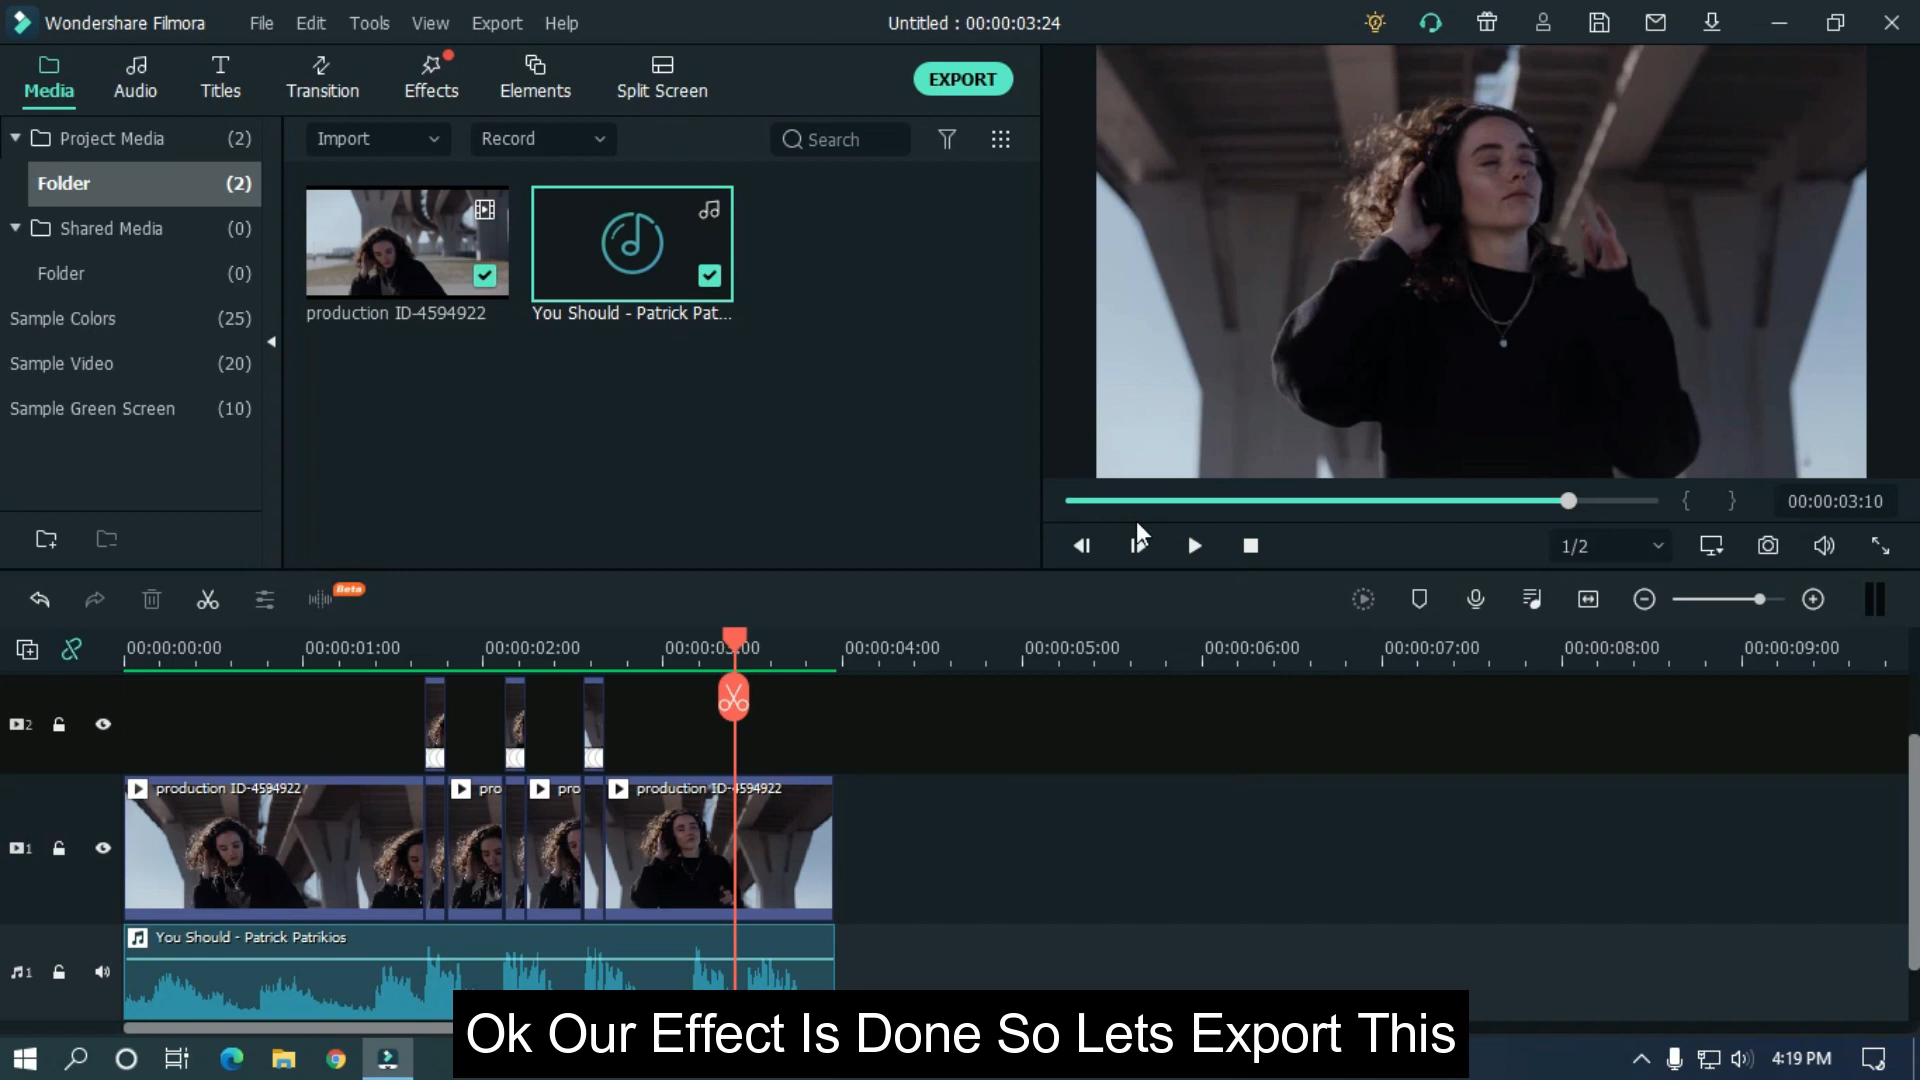 Wondershare Filmora
File Edit Tools View Export Help
Untitled : 00:00:03:24
Media Audio Titles Transition Effects Elements Split Screen
EXPORT
Project Media (2)
Folder (2)
Shared Media (0)
Folder (0)
Sample Colors (25)
Sample Video (20)
Sample Green Screen (10)
Import Record Search
production ID-4594922
You Should - Patrick Pat...
{ } 00:00:03:10
1/2
Beta
00:00:00:00 00:00:01:00 00:00:02:00 00:00:03:00 00:00:04:00 00:00:05:00 00:00:06:00 00:00:07:00 00:00:08:00 00:00:09:00
2
production ID-4594922 pro pro production ID-4594922
1
You Should - Patrick Patrikios
1
Ok Our Effect Is Done So Lets Export This
4:19 PM